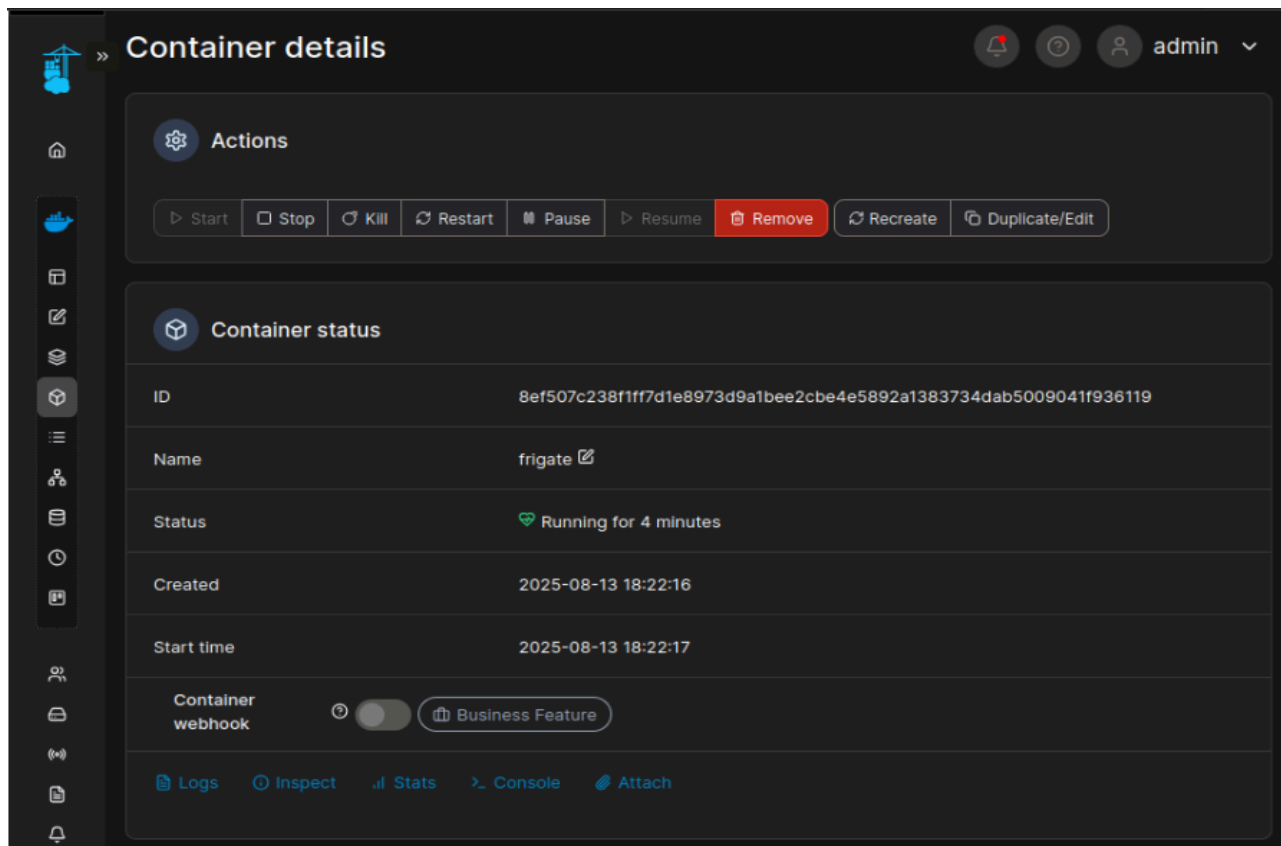 Container details
admin
Actions
Start Stop Kill Restart Pause Resume Remove Recreate Duplicate/Edit
Container status
ID 8ef507c238f1ff7d1e8973d9a1bee2cbe4e5892a1383734dab5009041f936119
Name frigate
Status Running for 4 minutes
Created 2025-08-13 18:22:16
Start time 2025-08-13 18:22:17
Container
webhook
Business Feature
Logs Inspect Stats Console Attach